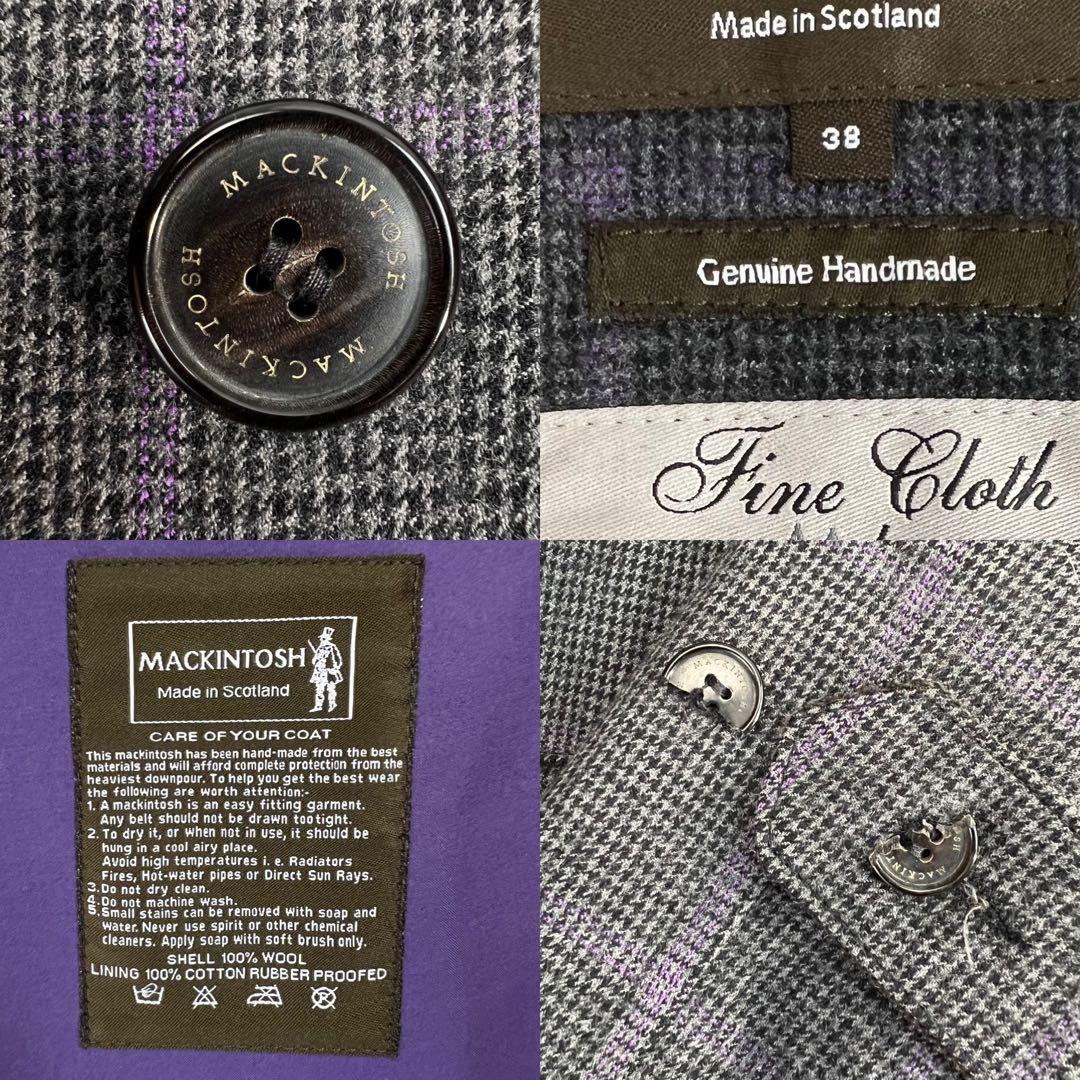 MACKINTOSH
MACKINTOSH
Made in Scotland
38
Genuine Handmade
Fine Cloth
MACKINTOSH
Made in Scotland
CARE OF YOUR COAT
This mackintosh has been hand-made from the best
materials and will afford complete protection from the
heaviest downpour. To help you get the best wear
the following are worth attention:-
1. A mackintosh is an easy fitting garment.
Any belt should not be drawn too tight.
2. To dry it, or when not in use, it should be
hung in a cool airy place.
Avoid high temperatures i. e. Radiators
Fires, Hot-water pipes or Direct Sun Rays.
3. Do not dry clean.
4. Do not machine wash.
5. Small stains can be removed with soap and
water. Never use spirit or other chemical
cleaners. Apply soap with soft brush only.
SHELL 100% WOOL
LINING 100% COTTON RUBBER PROOFED
MACKINTO
SH
MACKINT